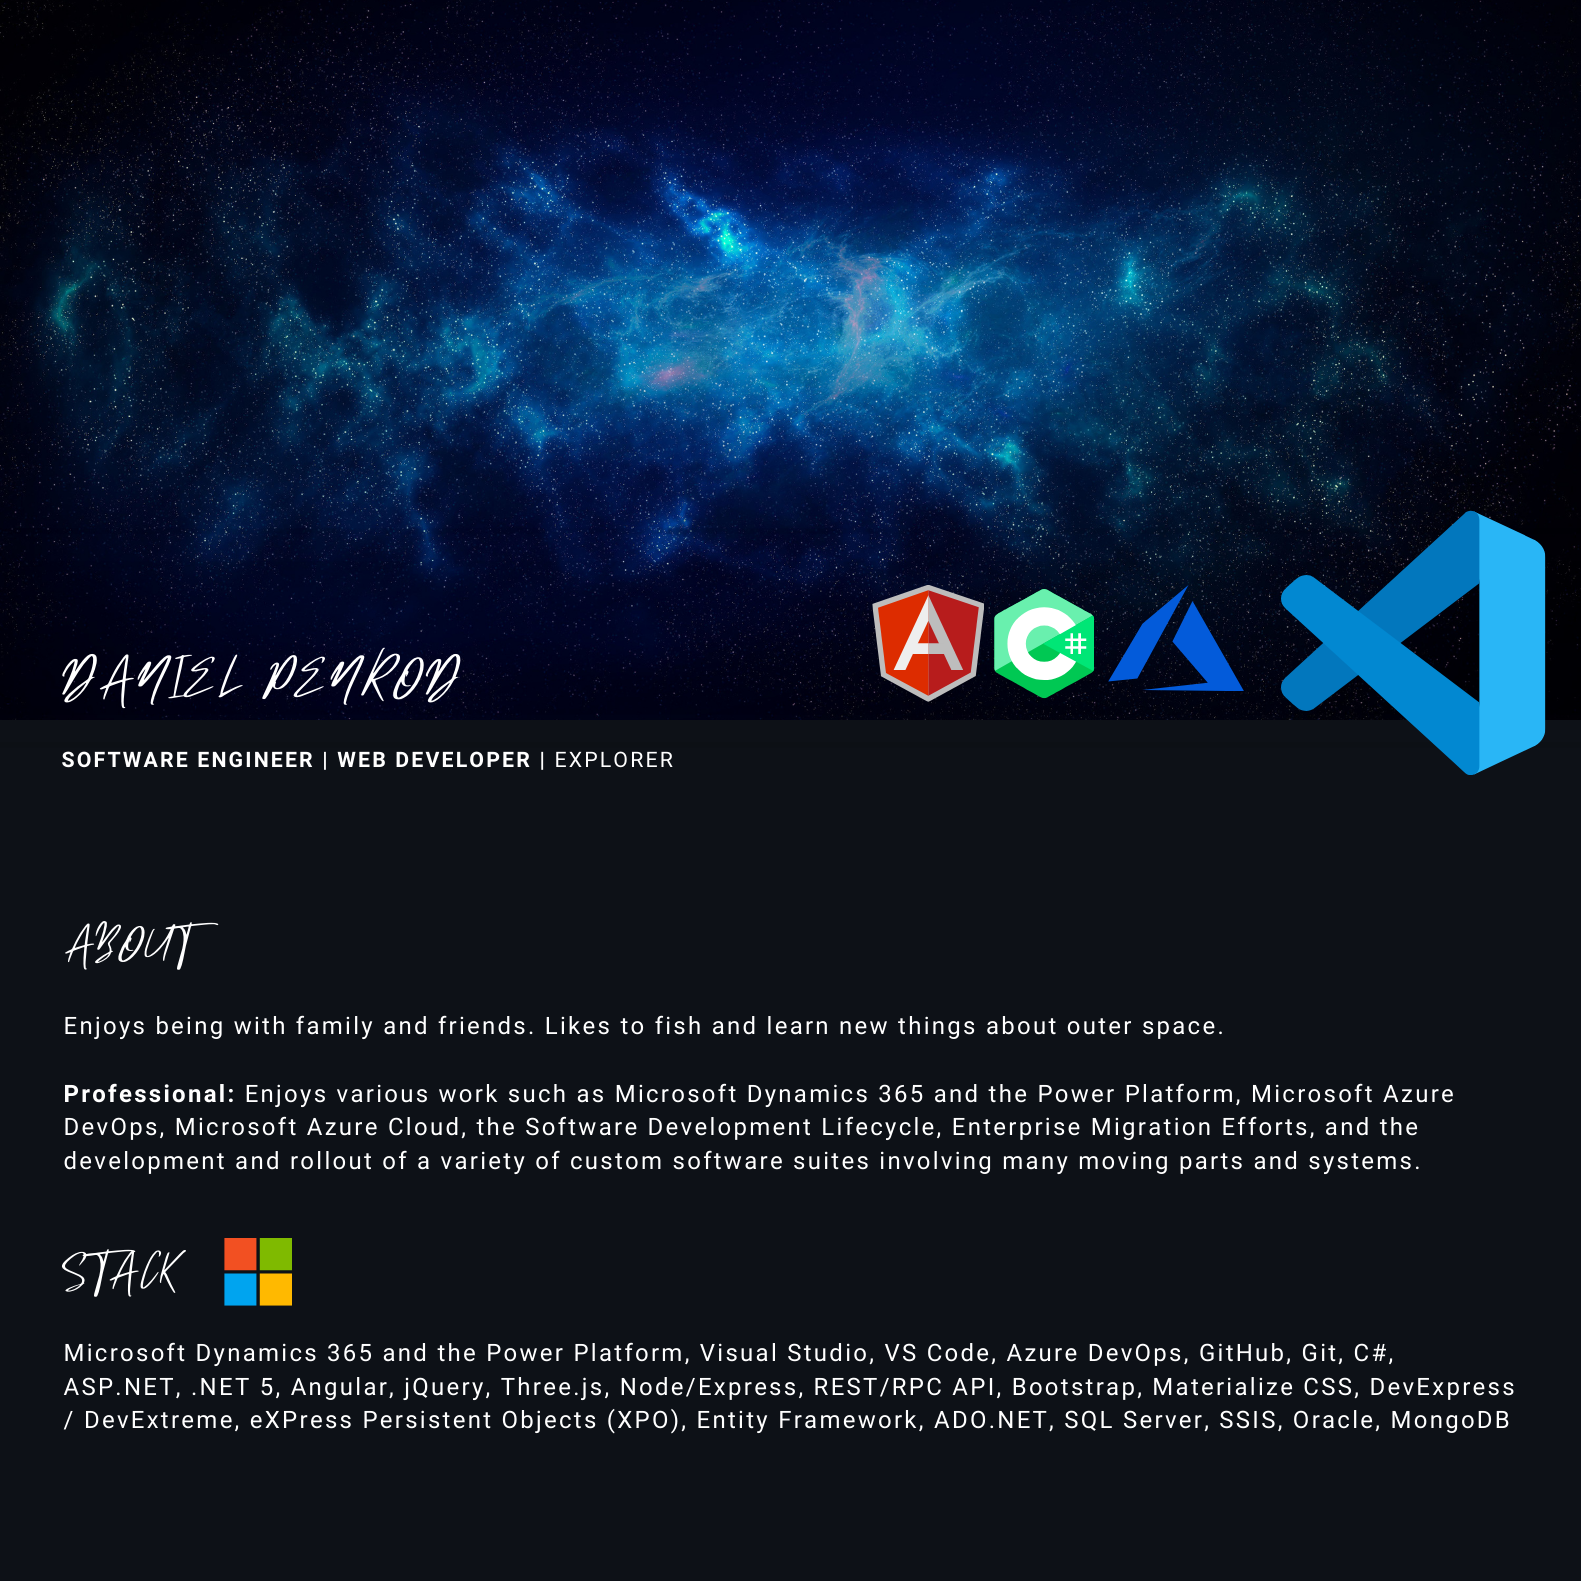 DANIEL PENROD
C#
SOFTWARE ENGINEER | WEB DEVELOPER | EXPLORER
ABOUT
Enjoys being with family and friends. Likes to fish and learn new things about outer space.
Professional: Enjoys various work such as Microsoft Dynamics 365 and the Power Platform, Microsoft Azure
DevOps, Microsoft Azure Cloud, the Software Development Lifecycle, Enterprise Migration Efforts, and the
development and rollout of a variety of custom software suites involving many moving parts and systems.
STACK
Microsoft Dynamics 365 and the Power Platform, Visual Studio, VS Code, Azure DevOps, GitHub, Git, C#,
ASP.NET, .NET 5, Angular, jQuery, Three.js, Node/Express, REST/RPC API, Bootstrap, Materialize CSS, DevExpress
/ DevExtreme, eXPress Persistent Objects (XPO), Entity Framework, ADO.NET, SQL Server, SSIS, Oracle, MongoDB